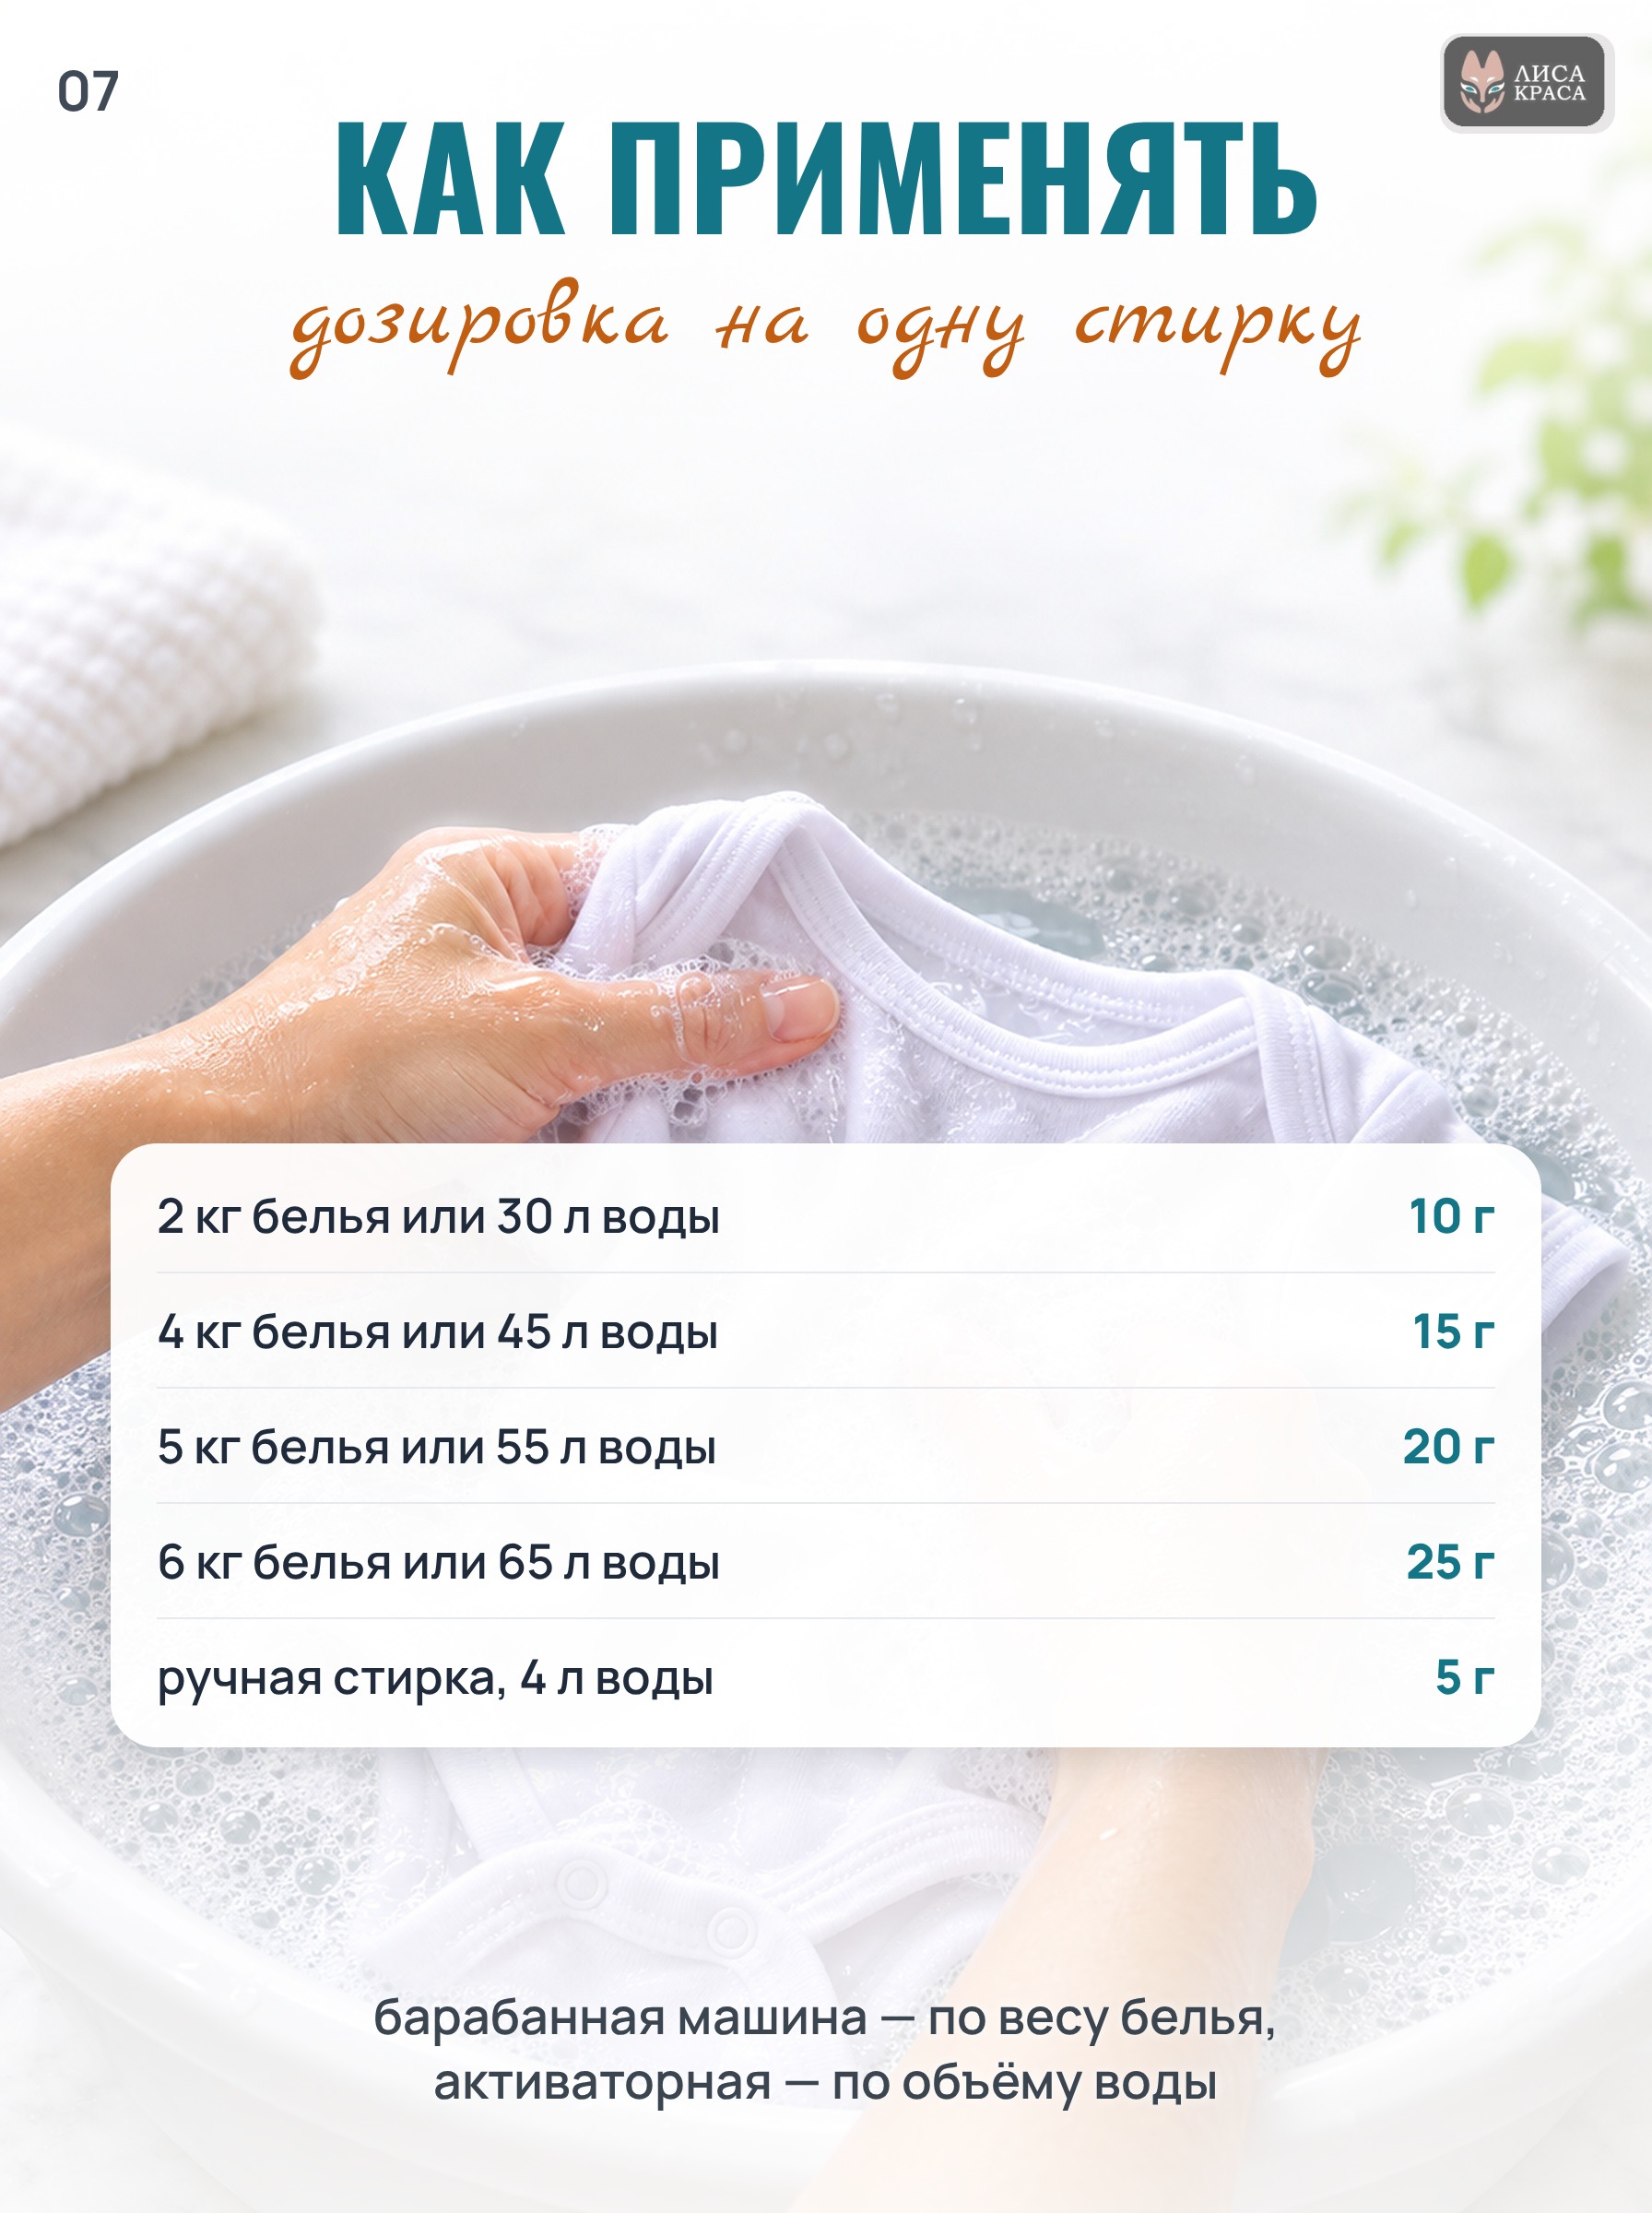 07
ЛИСА
КРАСА
КАК ПРИМЕНЯТЬ
дозировка на одну стирку
2 кг белья или 30 л воды 10 г
4 кг белья или 45 л воды 15 г
5 кг белья или 55 л воды 20 г
6 кг белья или 65 л воды 25 г
ручная стирка, 4 л воды 5 г
барабанная машина — по весу белья,
активаторная — по объёму воды